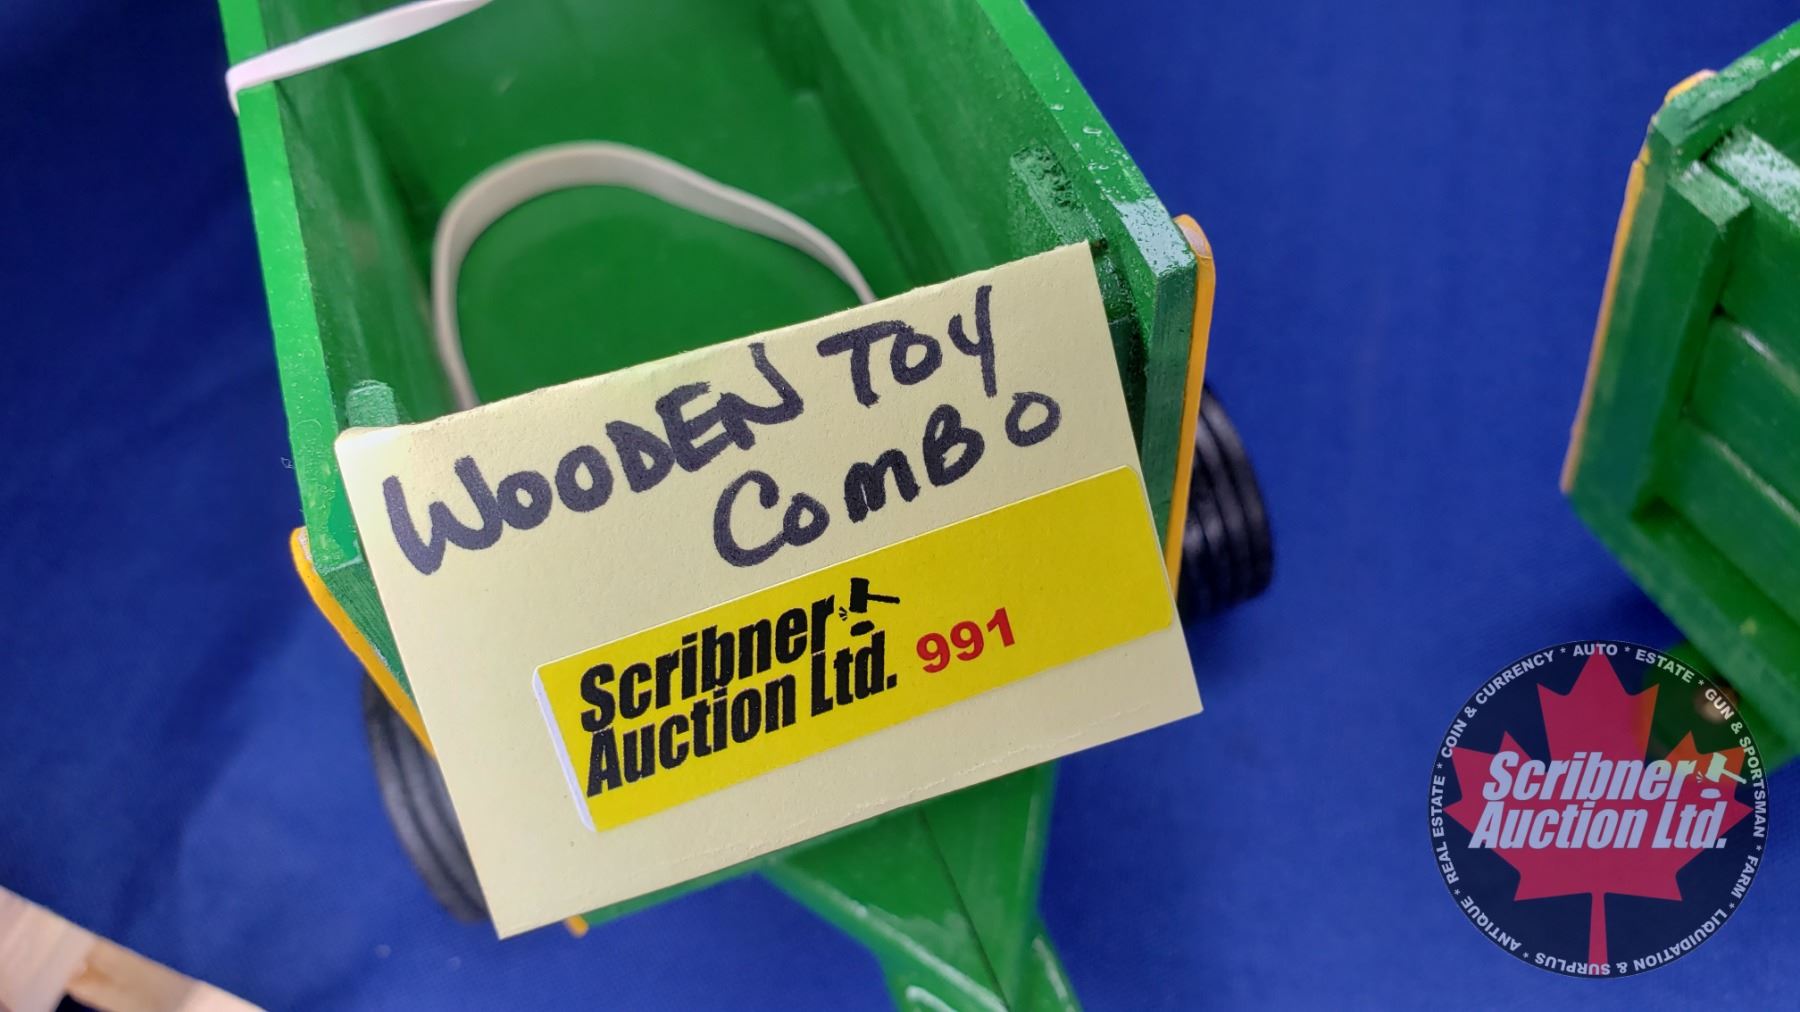 WOODEN TOY
COMBO
Scribner
Auction Ltd. 991
COIN & CURRENCY * AUTO * ESTATE * GUN & SPORTSMAN * FARM * LIQUIDATION & SURPLUS * ANTIQUE * REAL ESTATE *
Scribner
Auction Ltd.